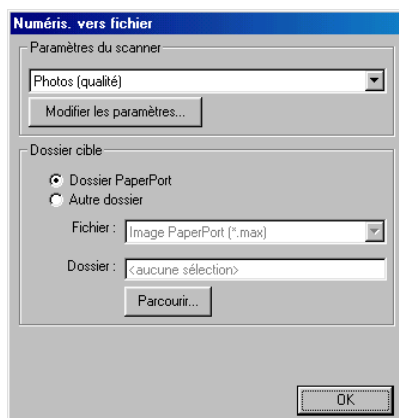 Numéris. vers fichier
Paramètres du scanner
Photos (qualité)
Modifier les paramètres...
Dossier cible
Dossier PaperPort
Autre dossier
Fichier : Image PaperPort (*.max)
Dossier : <aucune sélection>
Parcourir...
OK